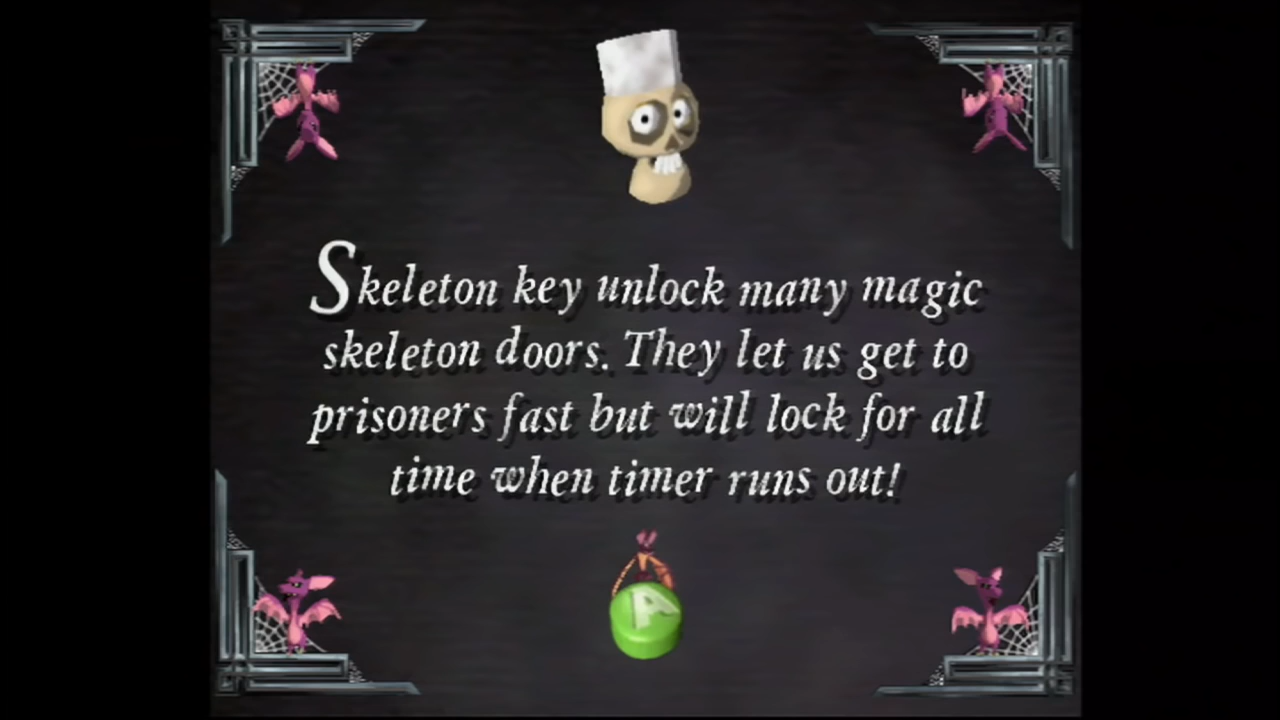 Skeleton key unlock many magic
skeleton doors. They let us get to
prisoners fast but will lock for all
time when timer runs out!
A